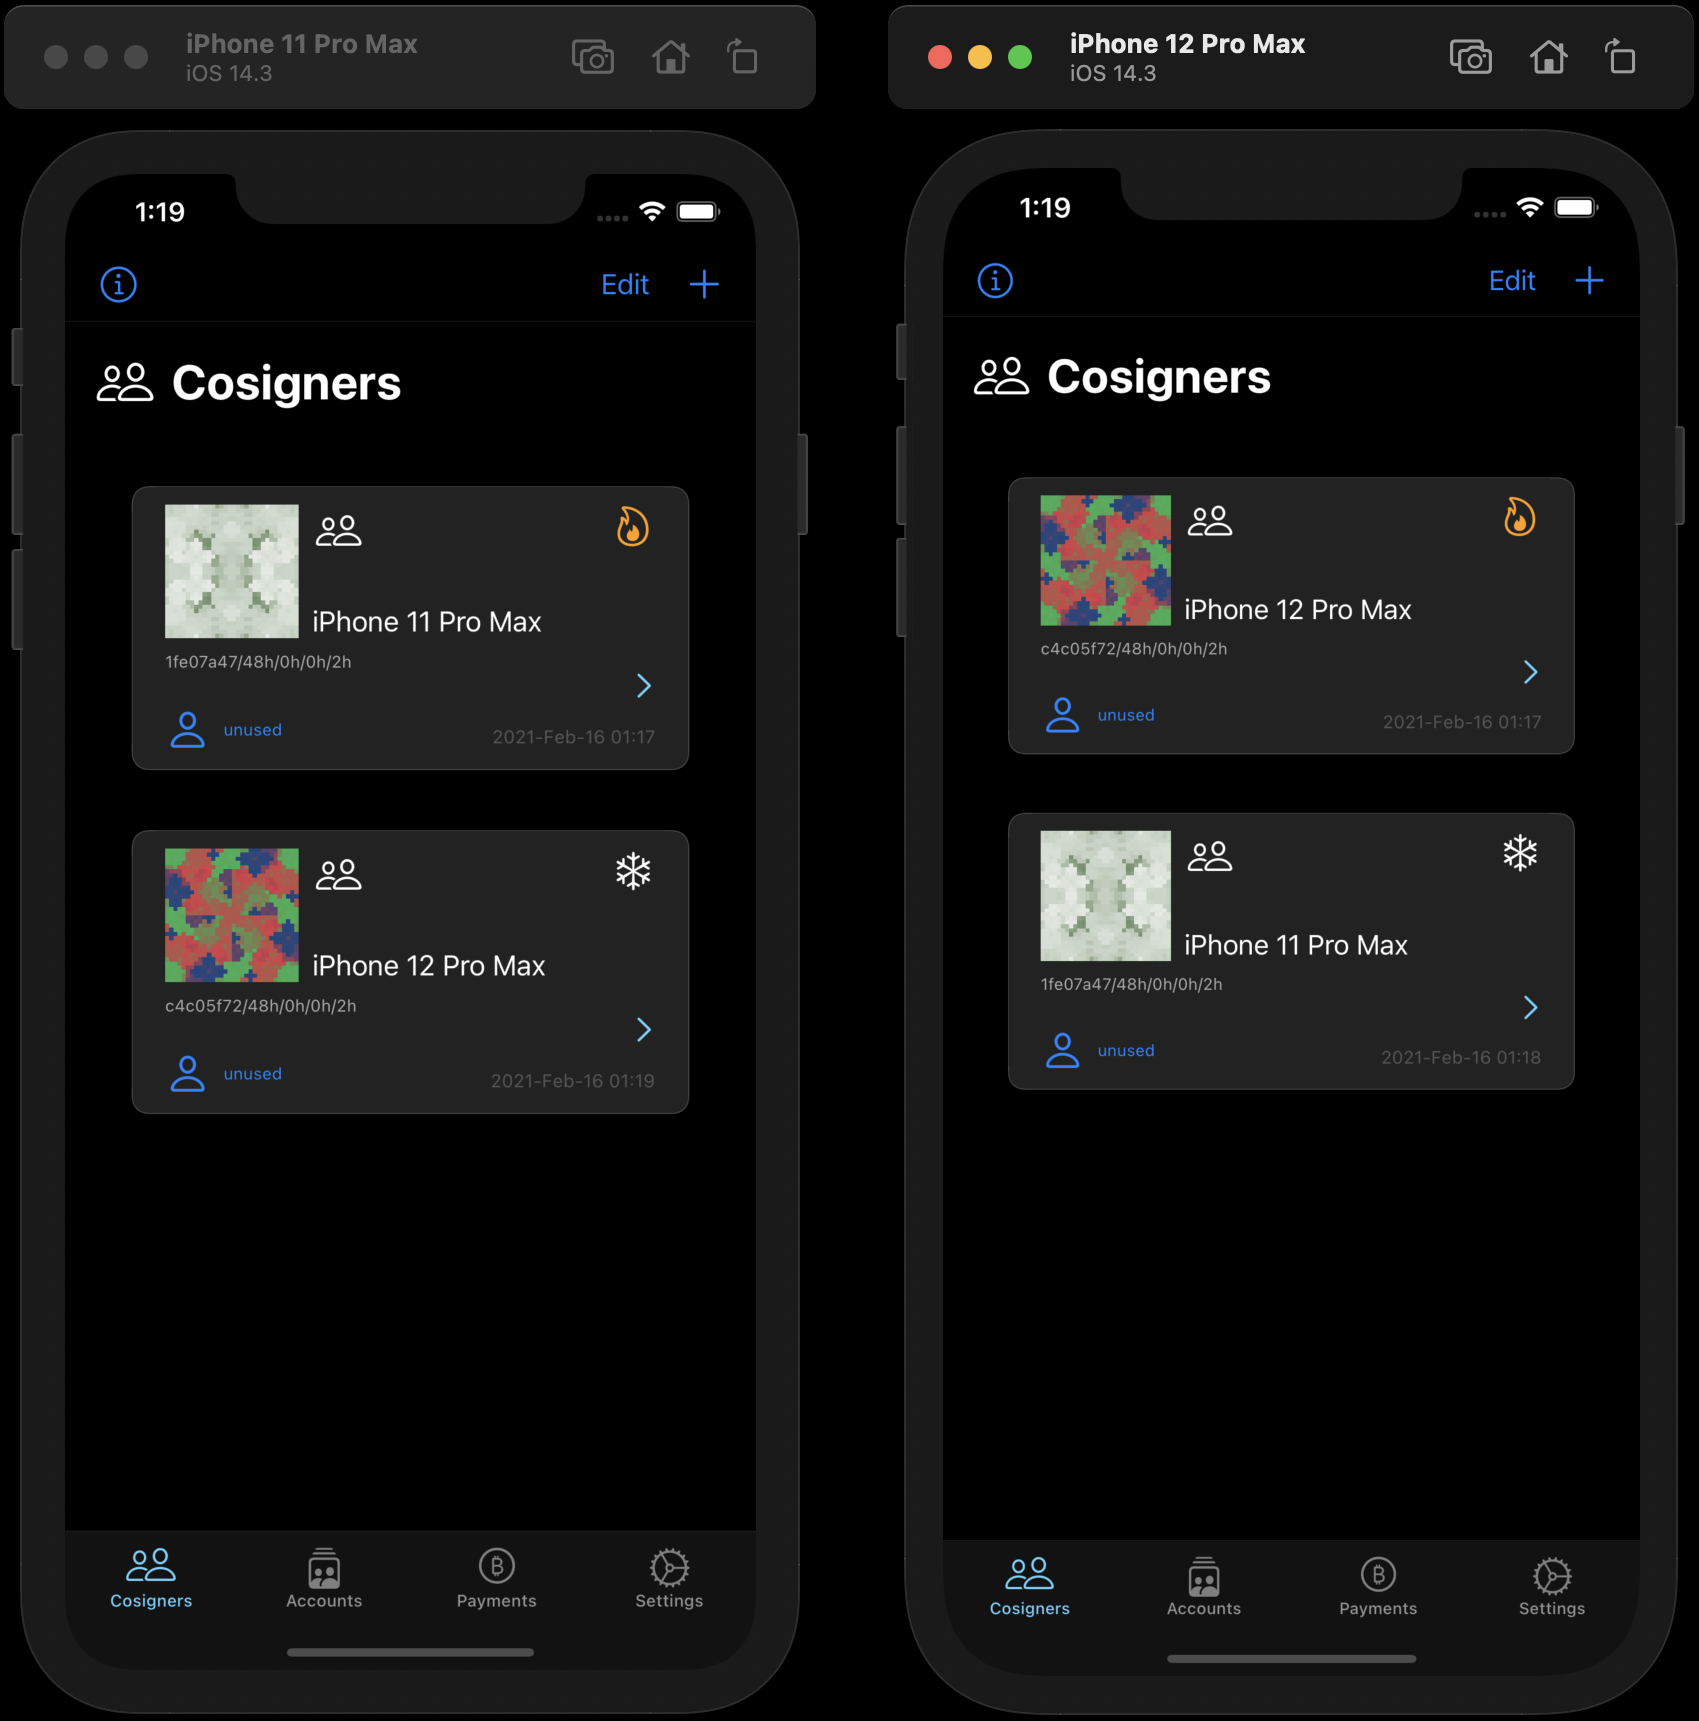 iPhone 11 Pro Max
iOS 14.3
1:19
Edit
Cosigners
iPhone 11 Pro Max
1fe07a47/48h/0h/0h/2h
unused
2021-Feb-16 01:17
iPhone 12 Pro Max
c4c05f72/48h/0h/0h/2h
unused
2021-Feb-16 01:19
Cosigners
Accounts
Payments
Settings
iPhone 12 Pro Max
iOS 14.3
1:19
Edit
Cosigners
iPhone 12 Pro Max
c4c05f72/48h/0h/0h/2h
unused
2021-Feb-16 01:17
iPhone 11 Pro Max
1fe07a47/48h/0h/0h/2h
unused
2021-Feb-16 01:18
Cosigners
Accounts
Payments
Settings